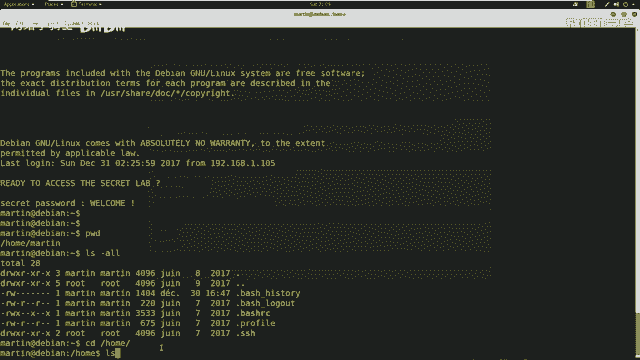 Applications
Places
Terminal
martin@debian: /home
The programs included with the Debian GNU/Linux system are free software;
the exact distribution terms for each program are described in the
individual files in /usr/share/doc/*/copyright.
Debian GNU/Linux comes with ABSOLUTELY NO WARRANTY, to the extent
permitted by applicable law.
Last login: Sun Dec 31 02:25:59 2017 from 192.168.1.105
READY TO ACCESS THE SECRET LAB ?
secret password : WELCOME !
martin@debian:~$
martin@debian:~$
martin@debian:~$ pwd
/home/martin
martin@debian:~$ ls -all
total 28
drwxr-xr-x 3 martin martin 4096 juin   8  2017 .
drwxr-xr-x 5 root   root   4096 juin   9  2017 ..
-rw------- 1 martin martin 1404 déc.  30 16:47 .bash_history
-rw-r--r-- 1 martin martin  220 juin   7  2017 .bash_logout
-rwx--x--x 1 martin martin 3533 juin   7  2017 .bashrc
-rw-r--r-- 1 martin martin  675 juin   7  2017 .profile
drwxr-xr-x 2 root   root   4096 juin   7  2017 .ssh
martin@debian:~$ cd /home/
martin@debian:/home$ ls